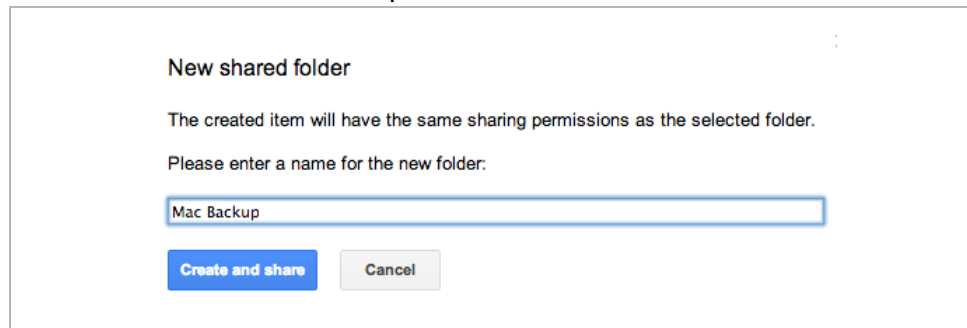 New shared folder
The created item will have the same sharing permissions as the selected folder.
Please enter a name for the new folder:
Mac Backup
Create and share
Cancel